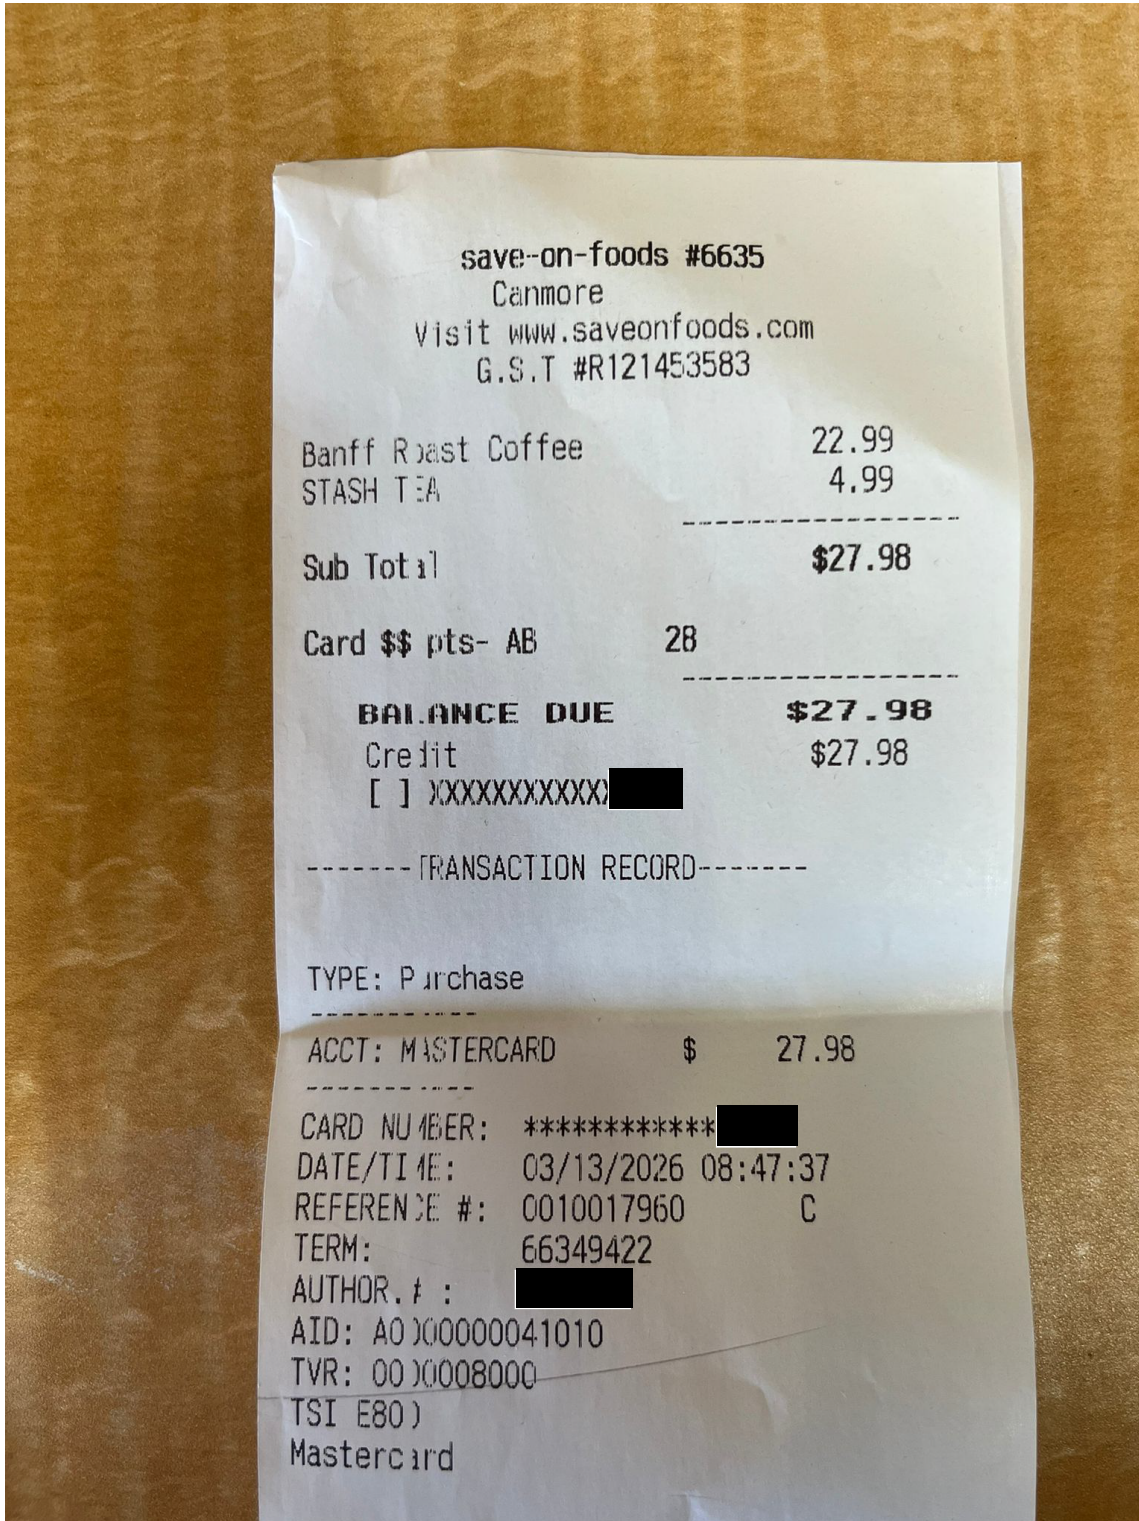 save-on-foods #6635
Canmore
Visit www.saveonfoods.com
G.S.T #R121453583
Banff Roast Coffee 22.99
STASH TEA 4.99
-----------------
Sub Total $27.98
Card $$ pts- AB 28
-----------------
BALANCE DUE $27.98
Credit $27.98
[ ] XXXXXXXXXXXX
-------TRANSACTION RECORD-------
TYPE: Purchase
-----------
ACCT: MASTERCARD $ 27.98
-----------
CARD NUMBER: ************
DATE/TIME: 03/13/2026 08:47:37
REFERENCE #: 0010017960 C
TERM: 66349422
AUTHOR.# :
AID: A0000000041010
TVR: 0000008000
TSI E800
Mastercard